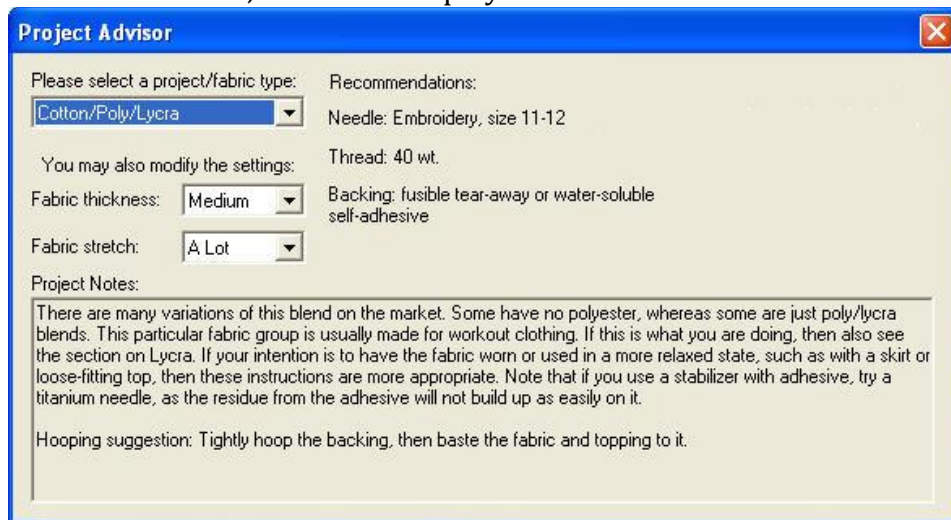 Project Advisor
Please select a project/fabric type:
Cotton/Poly/Lycra
You may also modify the settings:
Fabric thickness: Medium
Fabric stretch: A Lot
Recommendations:
Needle: Embroidery, size 11-12
Thread: 40 wt.
Backing: fusible tear-away or water-soluble
self-adhesive
Project Notes:
There are many variations of this blend on the market. Some have no polyester, whereas some are just poly/lycra
blends. This particular fabric group is usually made for workout clothing. If this is what you are doing, then also see
the section on Lycra. If your intention is to have the fabric worn or used in a more relaxed state, such as with a skirt or
loose-fitting top, then these instructions are more appropriate. Note that if you use a stabilizer with adhesive, try a
titanium needle, as the residue from the adhesive will not build up as easily on it.
Hooping suggestion: Tightly hoop the backing, then baste the fabric and topping to it.